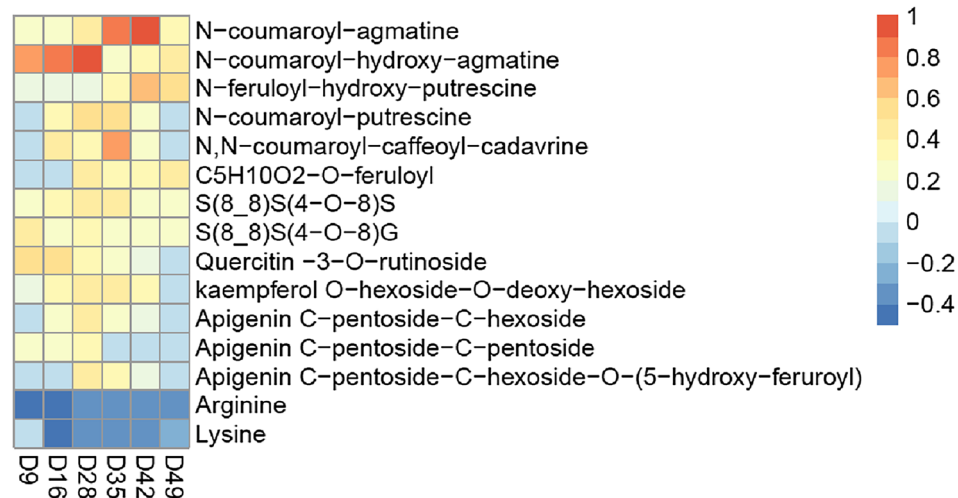 N−coumaroyl−agmatine
N−coumaroyl−hydroxy−agmatine
N−feruloyl−hydroxy−putrescine
N−coumaroyl−putrescine
N,N−coumaroyl−caffeoyl−cadavrine
C5H10O2−O−feruloyl
S(8_8)S(4−O−8)S
S(8_8)S(4−O−8)G
Quercitin −3−O−rutinoside
kaempferol O−hexoside−O−deoxy−hexoside
Apigenin C−pentoside−C−hexoside
Apigenin C−pentoside−C−pentoside
Apigenin C−pentoside−C−hexoside−O−(5−hydroxy−feruroyl)
Arginine
Lysine
D9
D16
D28
D35
D42
D49
1
0.8
0.6
0.4
0.2
0
−0.2
−0.4